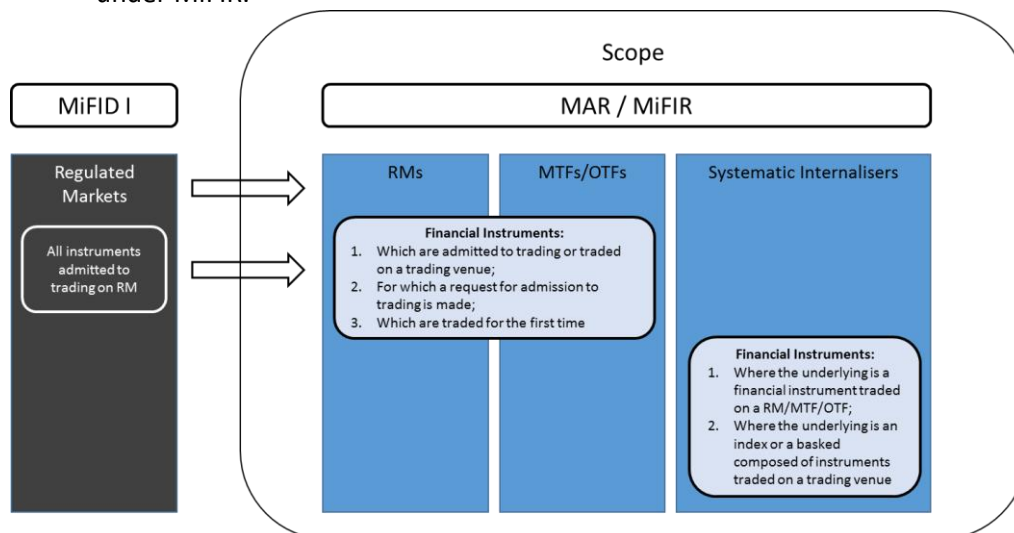 under MiFIR.
Scope
MiFID I
MAR / MiFIR
Regulated
Markets
All instruments
admitted to
trading on RM
RMs
MTFs/OTFs
Systematic Internalisers
Financial Instruments:
1. Which are admitted to trading or traded
on a trading venue;
2. For which a request for admission to
trading is made;
3. Which are traded for the first time
Financial Instruments:
1. Where the underlying is a
financial instrument traded
on a RM/MTF/OTF;
2. Where the underlying is an
index or a basked
composed of instruments
traded on a trading venue